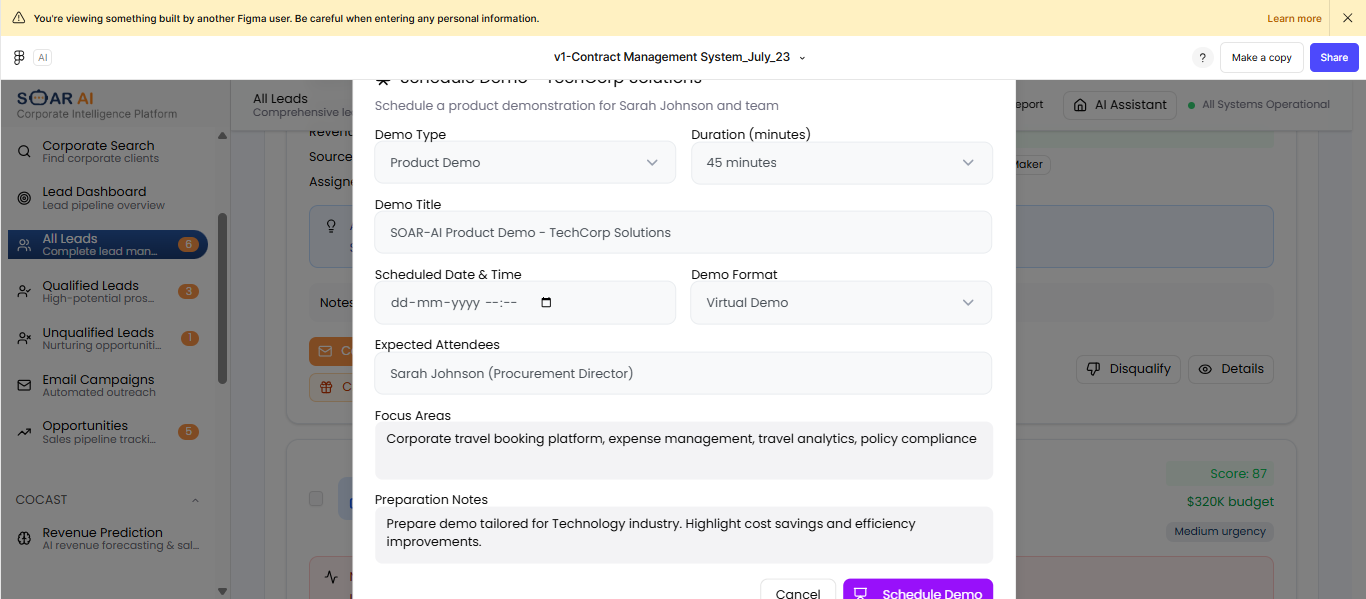 You're viewing something built by another Figma user. Be careful when entering any personal information.
Learn more
AI
v1-Contract Management System_July_23
?
Make a copy
Share
SOAR AI
Corporate Intelligence Platform
Corporate Search
Find corporate clients
Lead Dashboard
Lead pipeline overview
All Leads
Complete lead man...
6
Qualified Leads
High-potential pros...
3
Unqualified Leads
Nurturing opportuniti...
1
Email Campaigns
Automated outreach
Opportunities
Sales pipeline tracki...
5
COCAST
Revenue Prediction
AI revenue forecasting & sal...
All Leads
Comprehensive le
eport
AI Assistant
All Systems Operational
Source
Assign
Notes
Maker
Disqualify
Details
Score: 87
$320K budget
Medium urgency
Schedule Demo - TechCorp Solutions
Schedule a product demonstration for Sarah Johnson and team
Demo Type
Duration (minutes)
Product Demo
45 minutes
Demo Title
SOAR-AI Product Demo - TechCorp Solutions
Scheduled Date & Time
Demo Format
dd-mm-yyyy --:--
Virtual Demo
Expected Attendees
Sarah Johnson (Procurement Director)
Focus Areas
Corporate travel booking platform, expense management, travel analytics, policy compliance
Preparation Notes
Prepare demo tailored for Technology industry. Highlight cost savings and efficiency
improvements.
Cancel
Schedule Demo